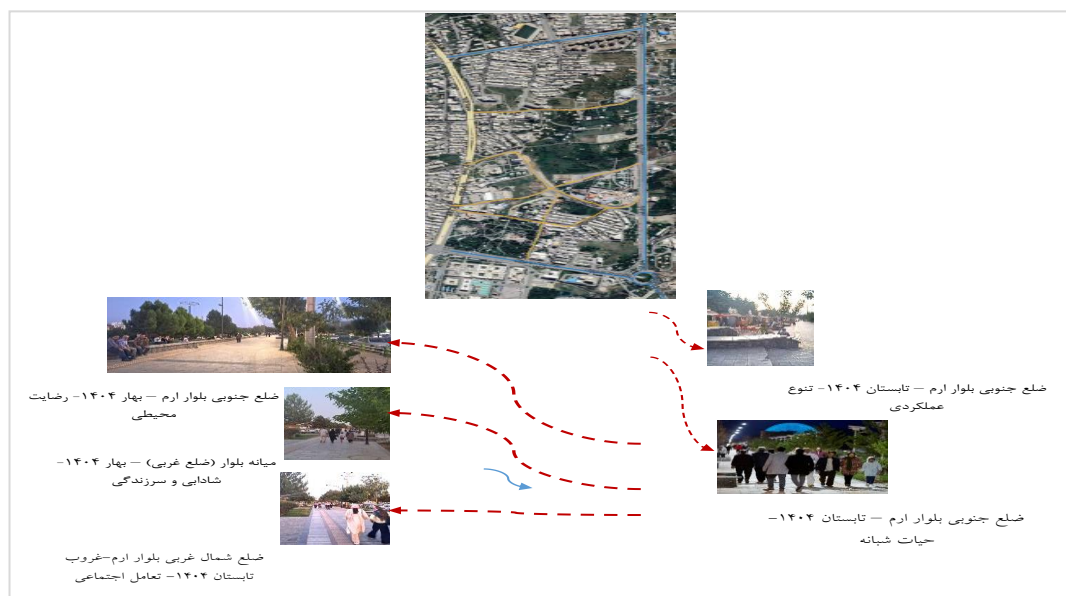 ضلع جنوبی بلوار ارم – تابستان ۱۴۰۴- تنوع
عملکردی
ضلع جنوبی بلوار ارم – تابستان ۱۴۰۴-
حیات شبانه
ضلع جنوبی بلوار ارم – بهار ۱۴۰۴- رضایت
محیطی
میانه بلوار (ضلع غربی) – بهار ۱۴۰۴-
شادابی و سرزندگی
ضلع شمال غربی بلوار ارم-غروب
تابستان ۱۴۰۴- تعامل اجتماعی